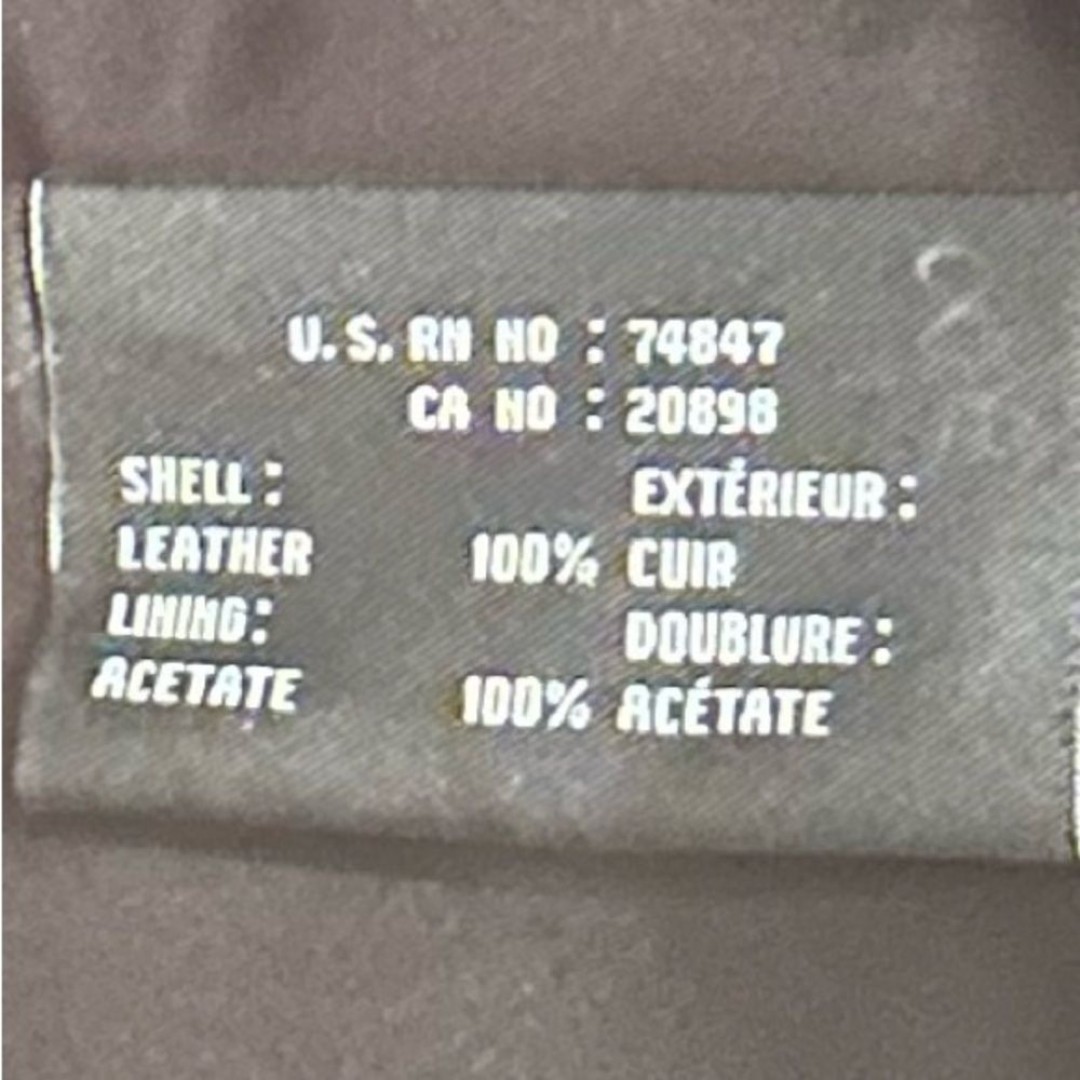 U.S. RN NO : 74847
CA NO : 20898
SHELL : EXTÉRIEUR :
LEATHER 100% CUIR
LINING: DOUBLURE :
ACETATE 100% ACÉTATE